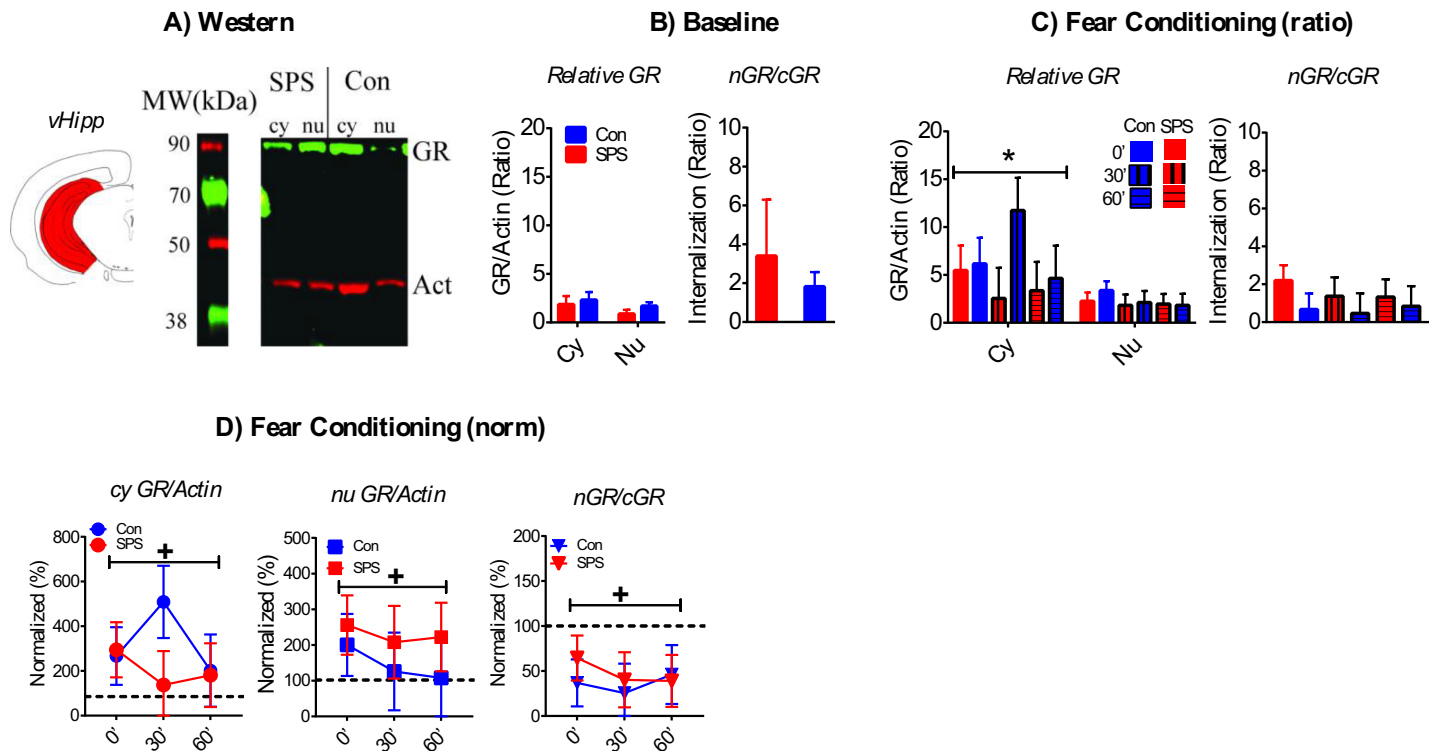 A) Western
vHipp
MW(kDa)
SPS Con
cy nu cy nu
90
70
50
38
GR
Act
B) Baseline
Relative GR
Con
SPS
GR/Actin (Ratio)
20
15
10
5
0
Cy
Nu
nGR/cGR
Internalization (Ratio)
10
8
6
4
2
0
C) Fear Conditioning (ratio)
Relative GR
GR/Actin (Ratio)
20
15
10
5
0
*
Con SPS
0'
30'
60'
Cy
Nu
nGR/cGR
Internalization (Ratio)
10
8
6
4
2
0
D) Fear Conditioning (norm)
cy GR/Actin
Con
SPS
+
Normalized (%)
800
600
400
200
0
0'
30'
60'
nu GR/Actin
Con
SPS
+
Normalized (%)
500
400
300
200
100
0
0'
30'
60'
nGR/cGR
Con
SPS
+
Normalized (%)
200
150
100
50
0
0'
30'
60'